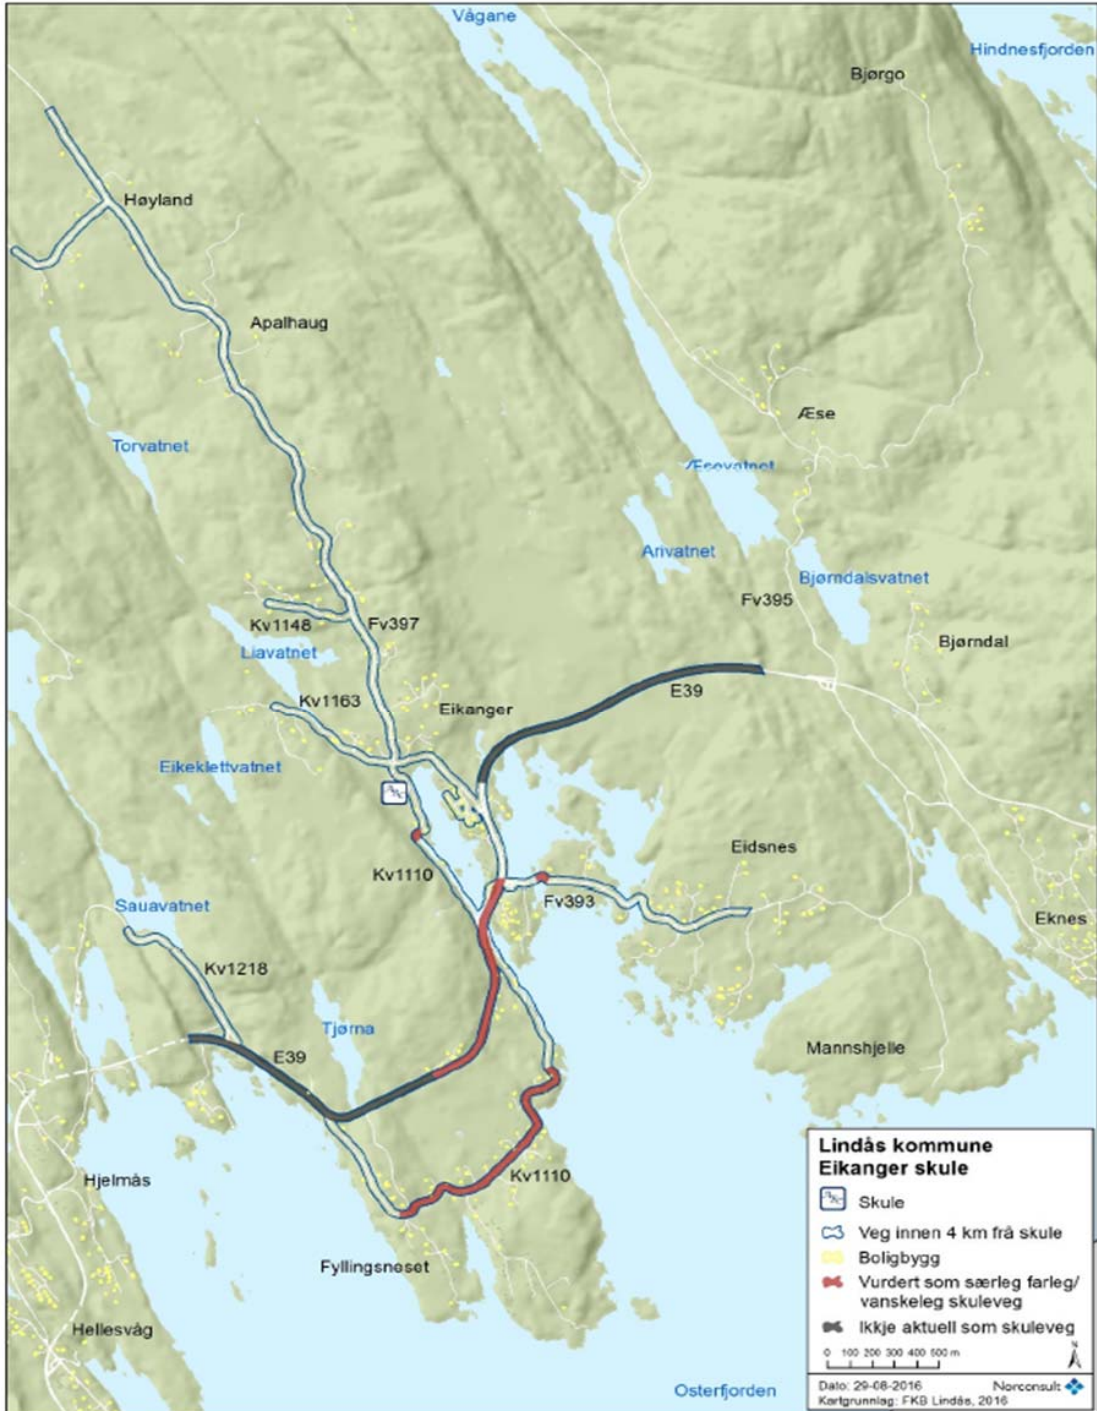 Vågane
Hindnesfjorden
Bjørgo
Høyland
Apalhaug
Æse
Torvatnet
Æsevatnet
Arivatnet
Bjørndalsvatnet
Fv395
Kv1148
Fv397
Bjørndal
Liavatnet
Kv1163
E39
Eikanger
Eikeklettvatnet
Eidsnes
Kv1110
Fv393
Sauavatnet
Eknes
Kv1218
Tjørna
Mannshjelle
E39
Kv1110
Hjelmås
Fyllingsneset
Hellesvåg
Osterfjorden
Lindås kommune
Eikanger skule
Skule
Veg innen 4 km frå skule
Boligbygg
Vurdert som særleg farleg/
vanskeleg skuleveg
Ikkje aktuell som skuleveg
0 100 200 300 400 500 m
N
Dato: 29-08-2016
Norconsult
Kartgrunnlag: FKB Lindås, 2016